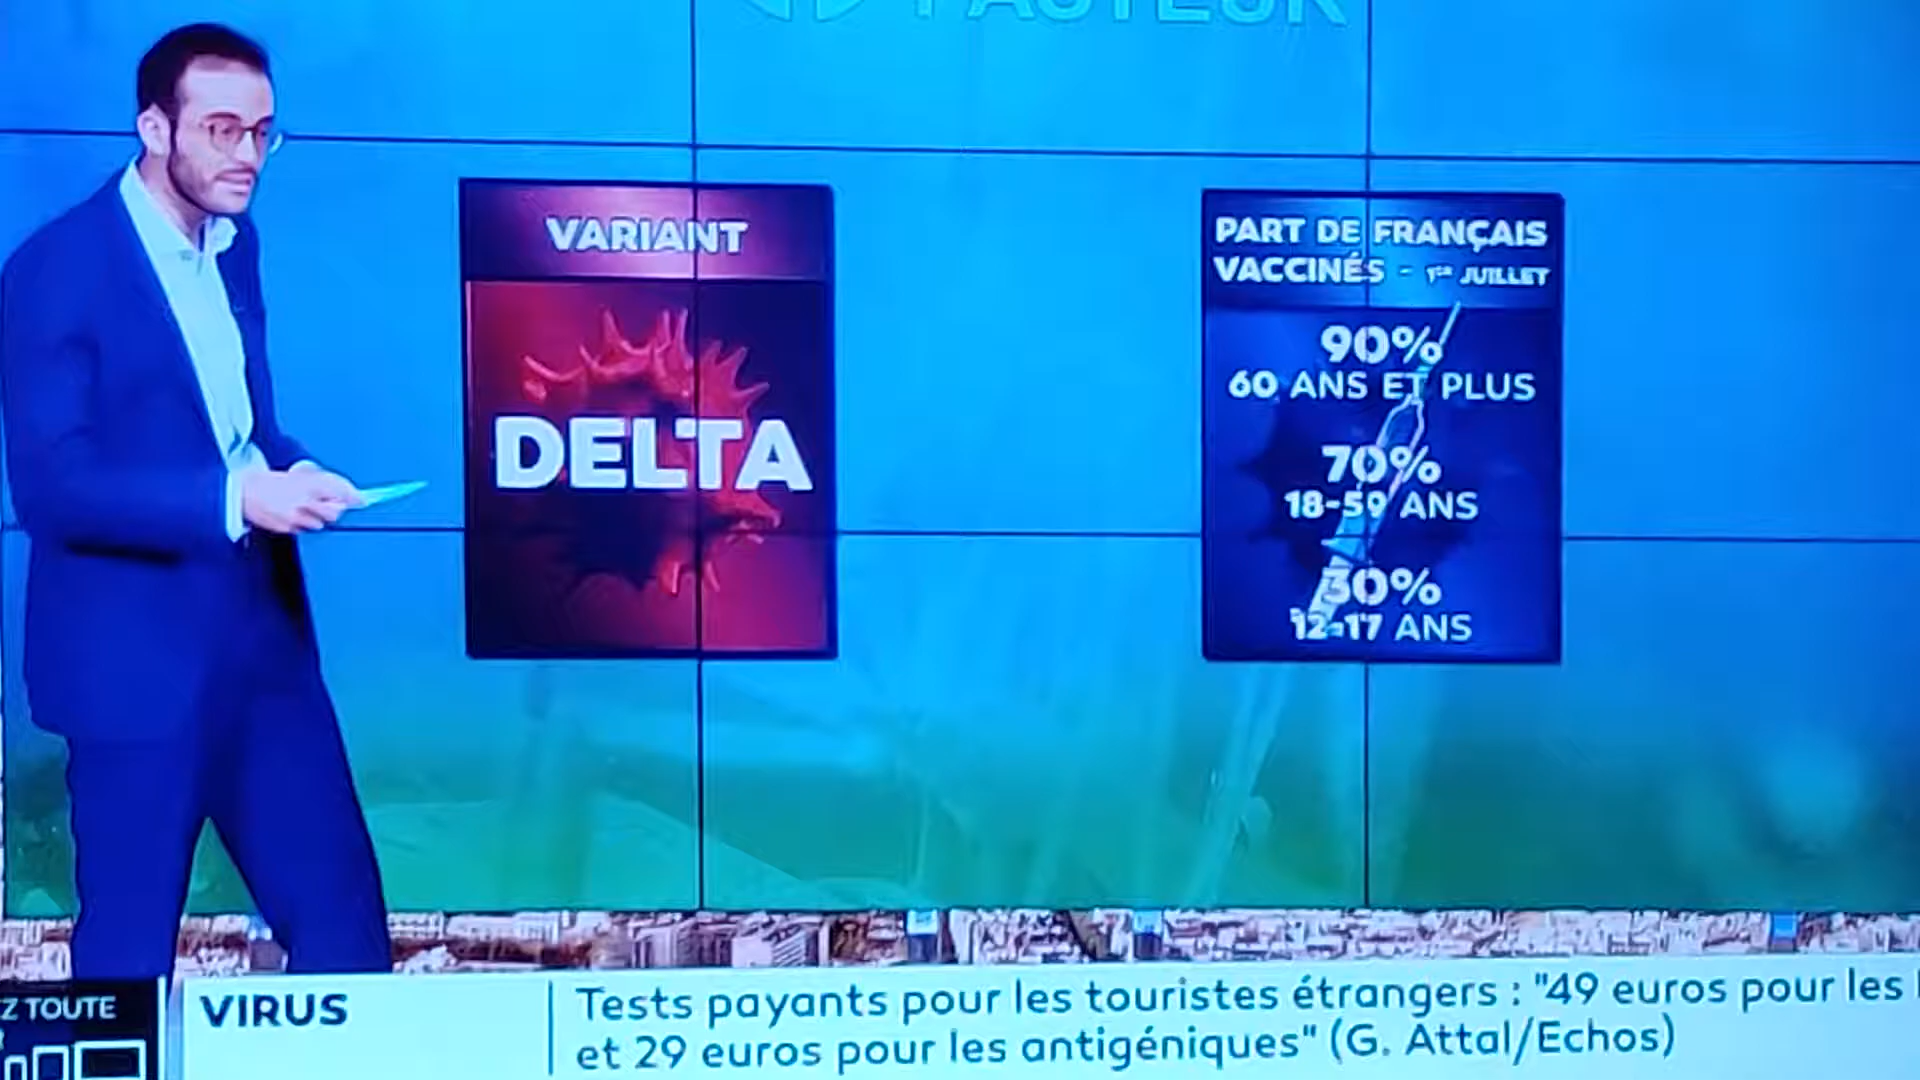 PASTEUR
VARIANT
DELTA
PART DE FRANÇAIS
VACCINÉS - 1ER JUILLET
90%
60 ANS ET PLUS
70%
18-59 ANS
30%
12-17 ANS
Z TOUTE
VIRUS
Tests payants pour les touristes étrangers : "49 euros pour les
et 29 euros pour les antigéniques" (G. Attal/Echos)